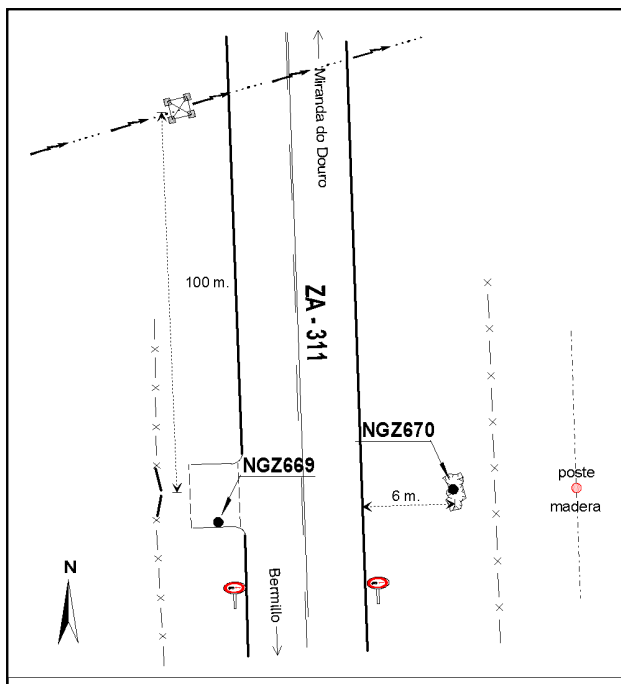 Miranda do Douro
100 m.
ZA - 311
NGZ670
NGZ669
poste
6 m.
madera
N
Bermillo